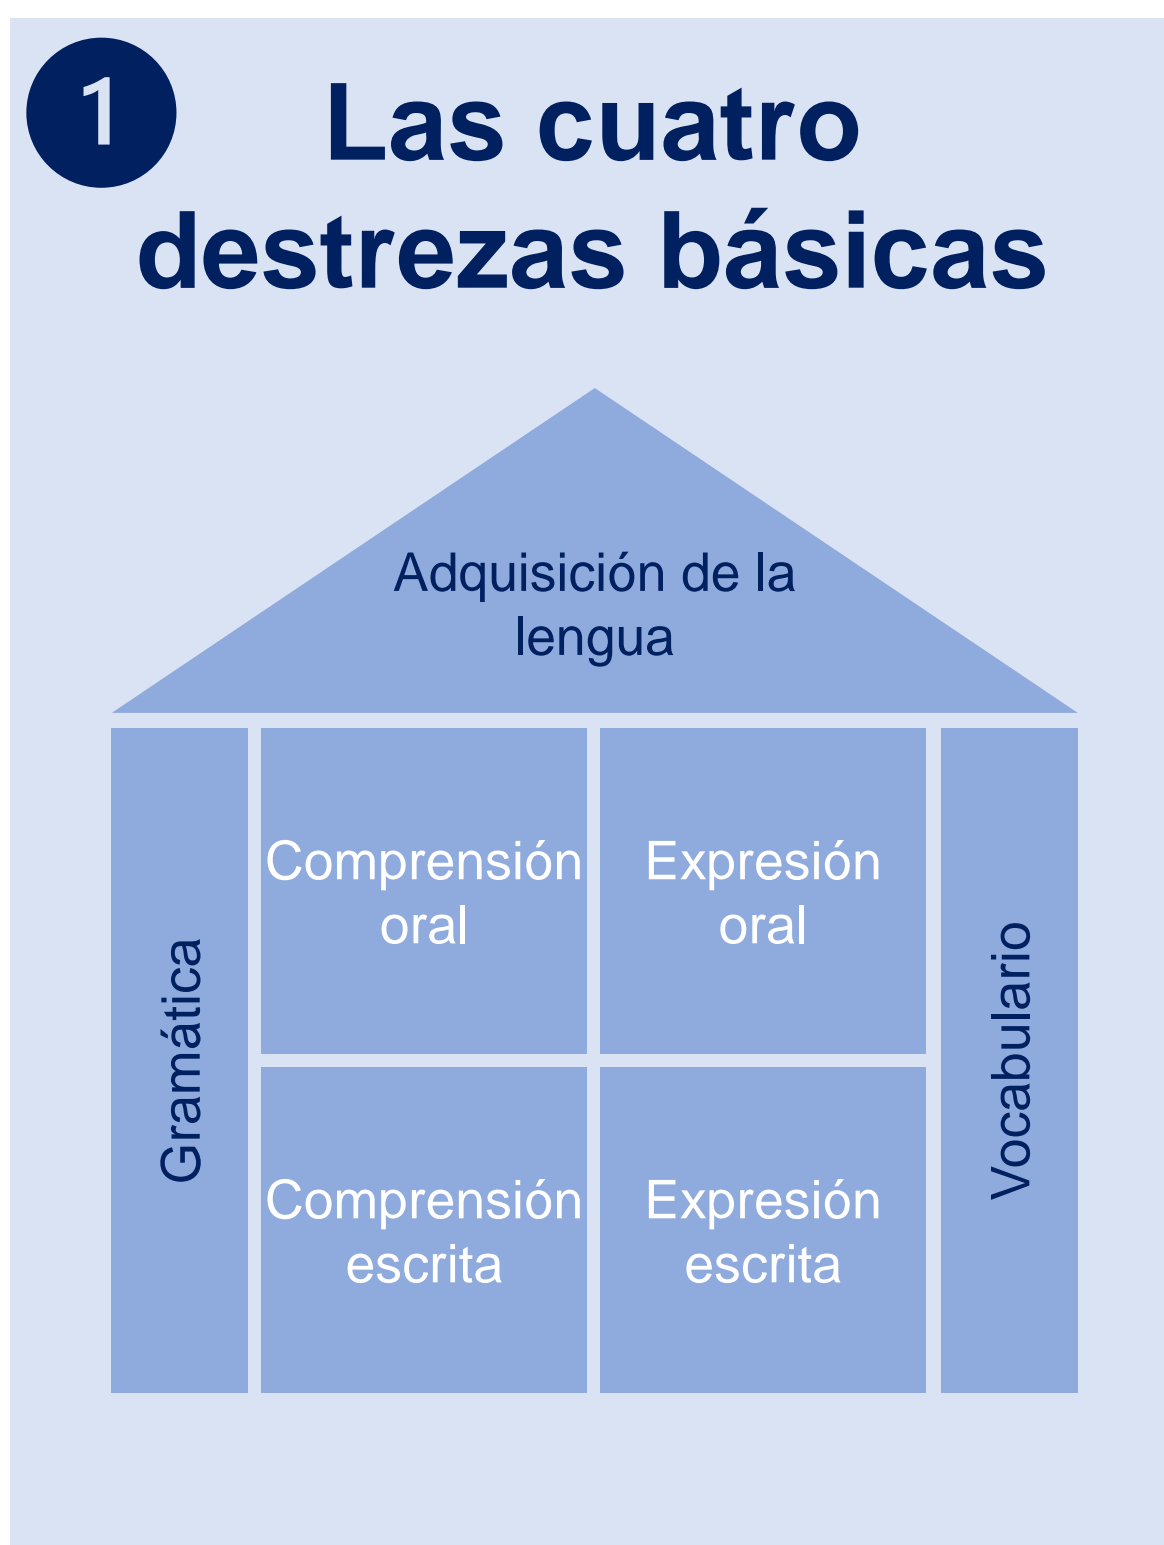 1
Las cuatro
destrezas básicas
Adquisición de la
lengua
Gramática
Comprensión
oral
Expresión
oral
Comprensión
escrita
Expresión
escrita
Vocabulario